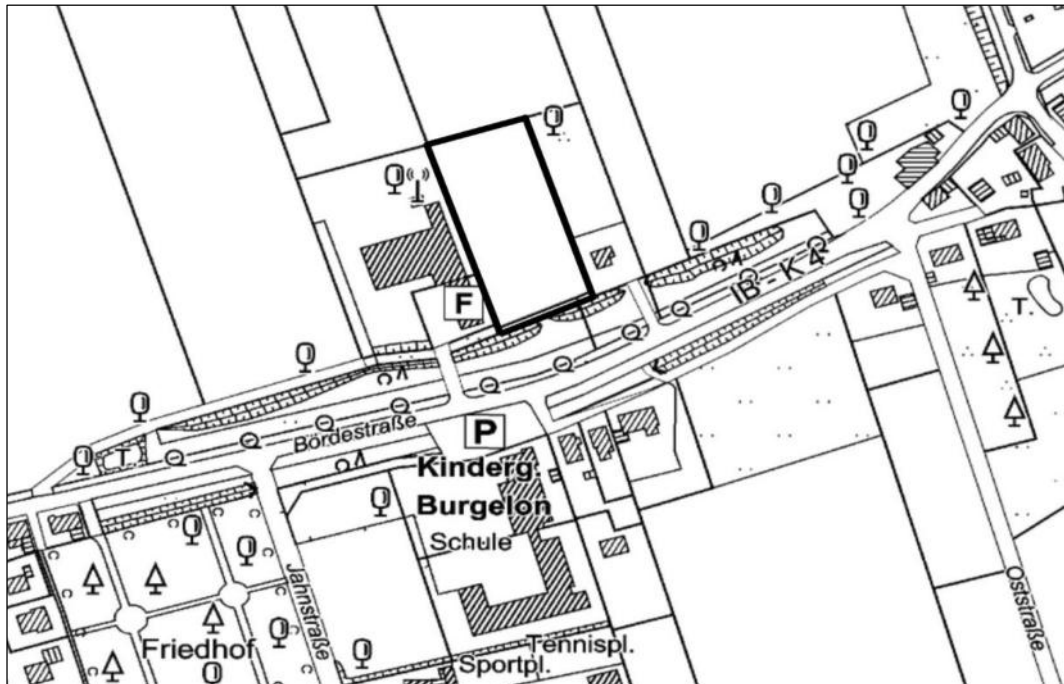 F
IB - K 4
T.
Bördestraße
P
T.
Kinderg.
Burgelon
Schule
Jahnstraße
Oststraße
Friedhof
Tennispl.
Sportpl.